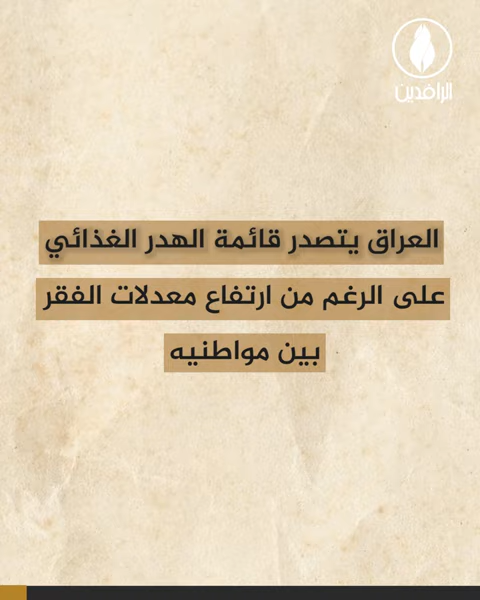 الرافدين
العراق يتصدر قائمة الهدر الغذائي
على الرغم من ارتفاع معدلات الفقر
بين مواطنيه